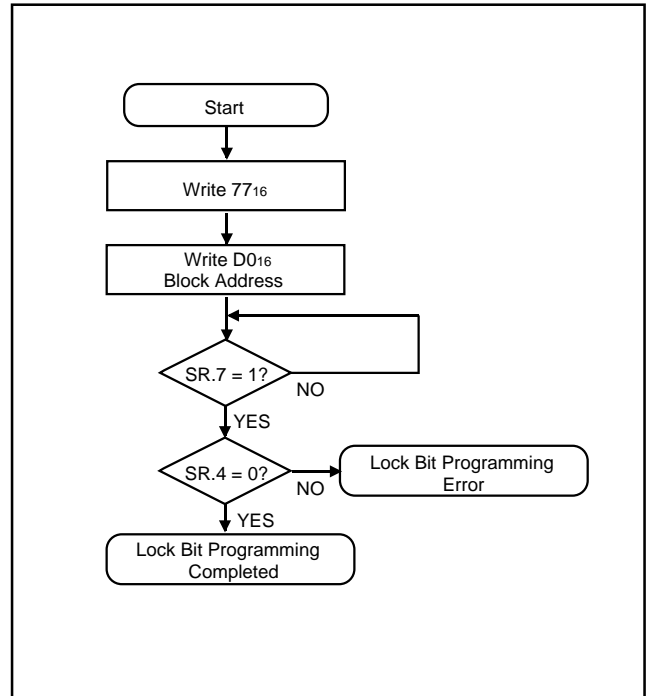 Start
Write 77₁₆
Write D0₁₆
Block Address
SR.7 = 1?
NO
YES
SR.4 = 0?
NO
Lock Bit Programming
Error
YES
Lock Bit Programming
Completed